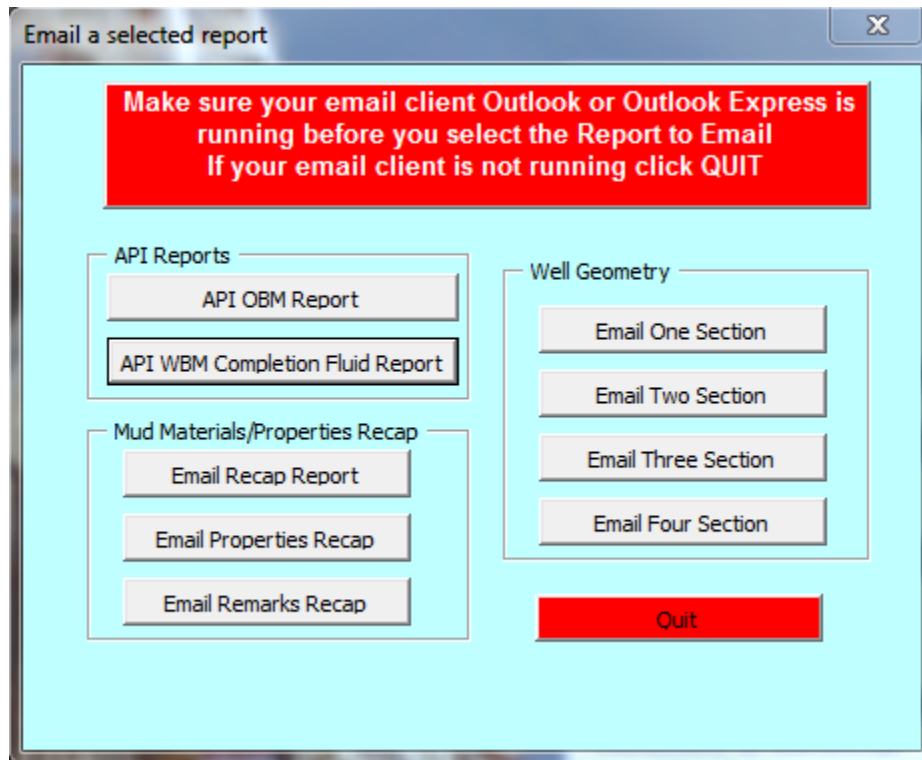 Email a selected report
Make sure your email client Outlook or Outlook Express is
running before you select the Report to Email
If your email client is not running click QUIT
API Reports
API OBM Report
API WBM Completion Fluid Report
Mud Materials/Properties Recap
Email Recap Report
Email Properties Recap
Email Remarks Recap
Well Geometry
Email One Section
Email Two Section
Email Three Section
Email Four Section
Quit